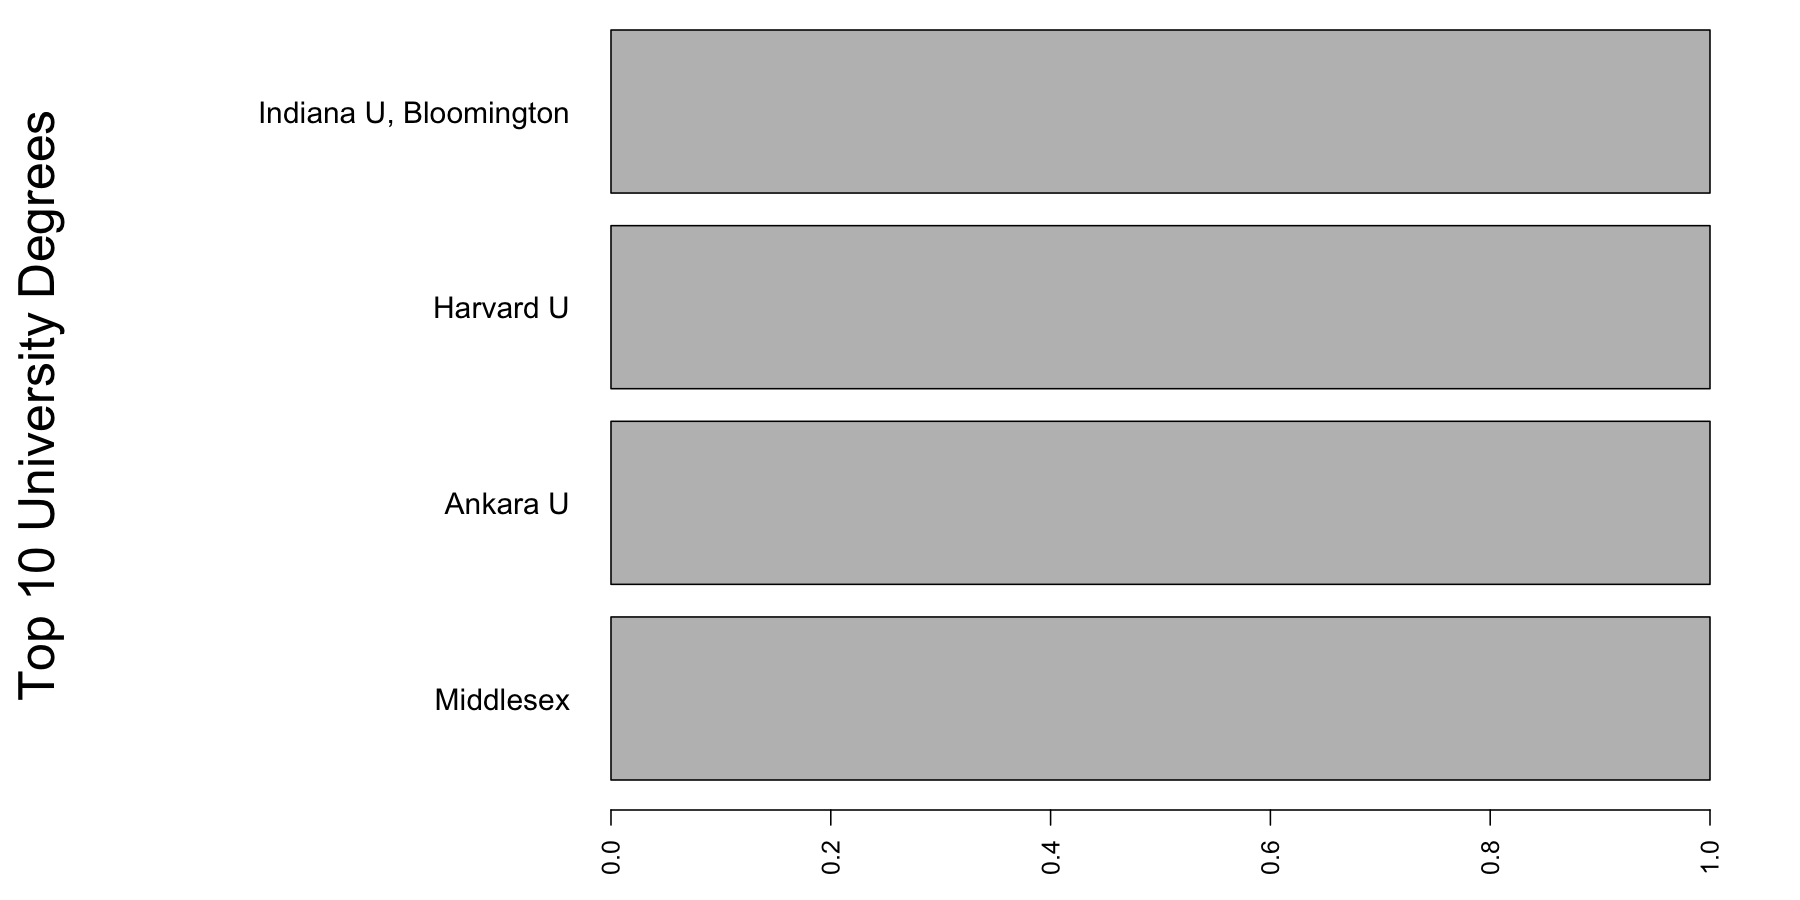 Top 10 University Degrees
Indiana U, Bloomington
Harvard U
Ankara U
Middlesex
0.0
0.2
0.4
0.6
0.8
1.0